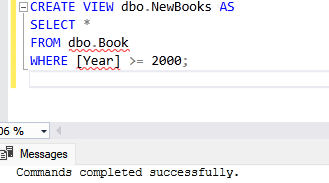 CREATE VIEW dbo.NewBooks AS
SELECT *
FROM dbo.Book
WHERE [Year] >= 2000;
06 %
Messages
Commands completed successfully.